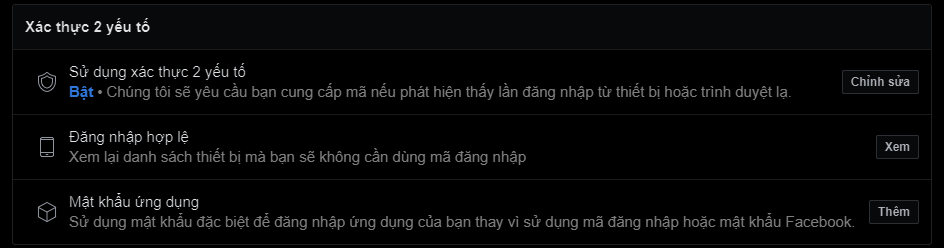 Xác thực 2 yếu tố
Sử dụng xác thực 2 yếu tố
Bật • Chúng tôi sẽ yêu cầu bạn cung cấp mã nếu phát hiện thấy lần đăng nhập từ thiết bị hoặc trình duyệt lạ.
Chỉnh sửa
Đăng nhập hợp lệ
Xem lại danh sách thiết bị mà bạn sẽ không cần dùng mã đăng nhập
Xem
Mật khẩu ứng dụng
Sử dụng mật khẩu đặc biệt để đăng nhập ứng dụng của bạn thay vì sử dụng mã đăng nhập hoặc mật khẩu Facebook.
Thêm